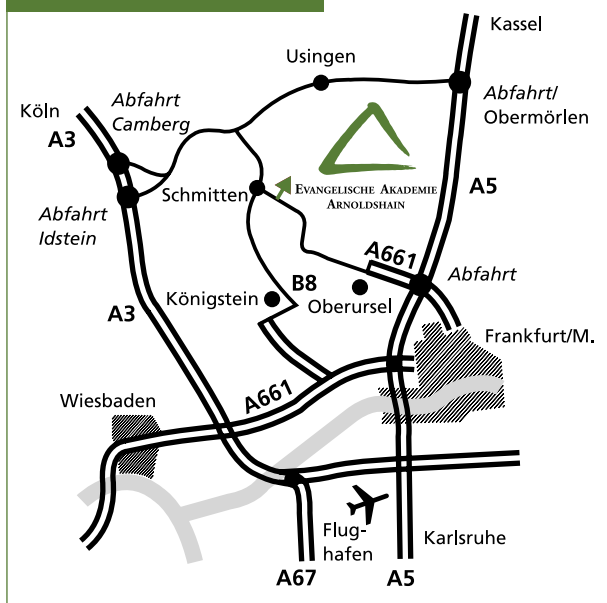 Kassel
Usingen
Köln
Abfahrt
Camberg
Abfahrt/
Obermörlen
A3
Schmitten
EVANGELISCHE AKADEMIE
ARNOLDSHAIN
A5
Abfahrt
Idstein
A661
Abfahrt
B8
Königstein
Oberursel
A3
Frankfurt/M.
A661
Wiesbaden
Flug-
hafen
Karlsruhe
A67
A5